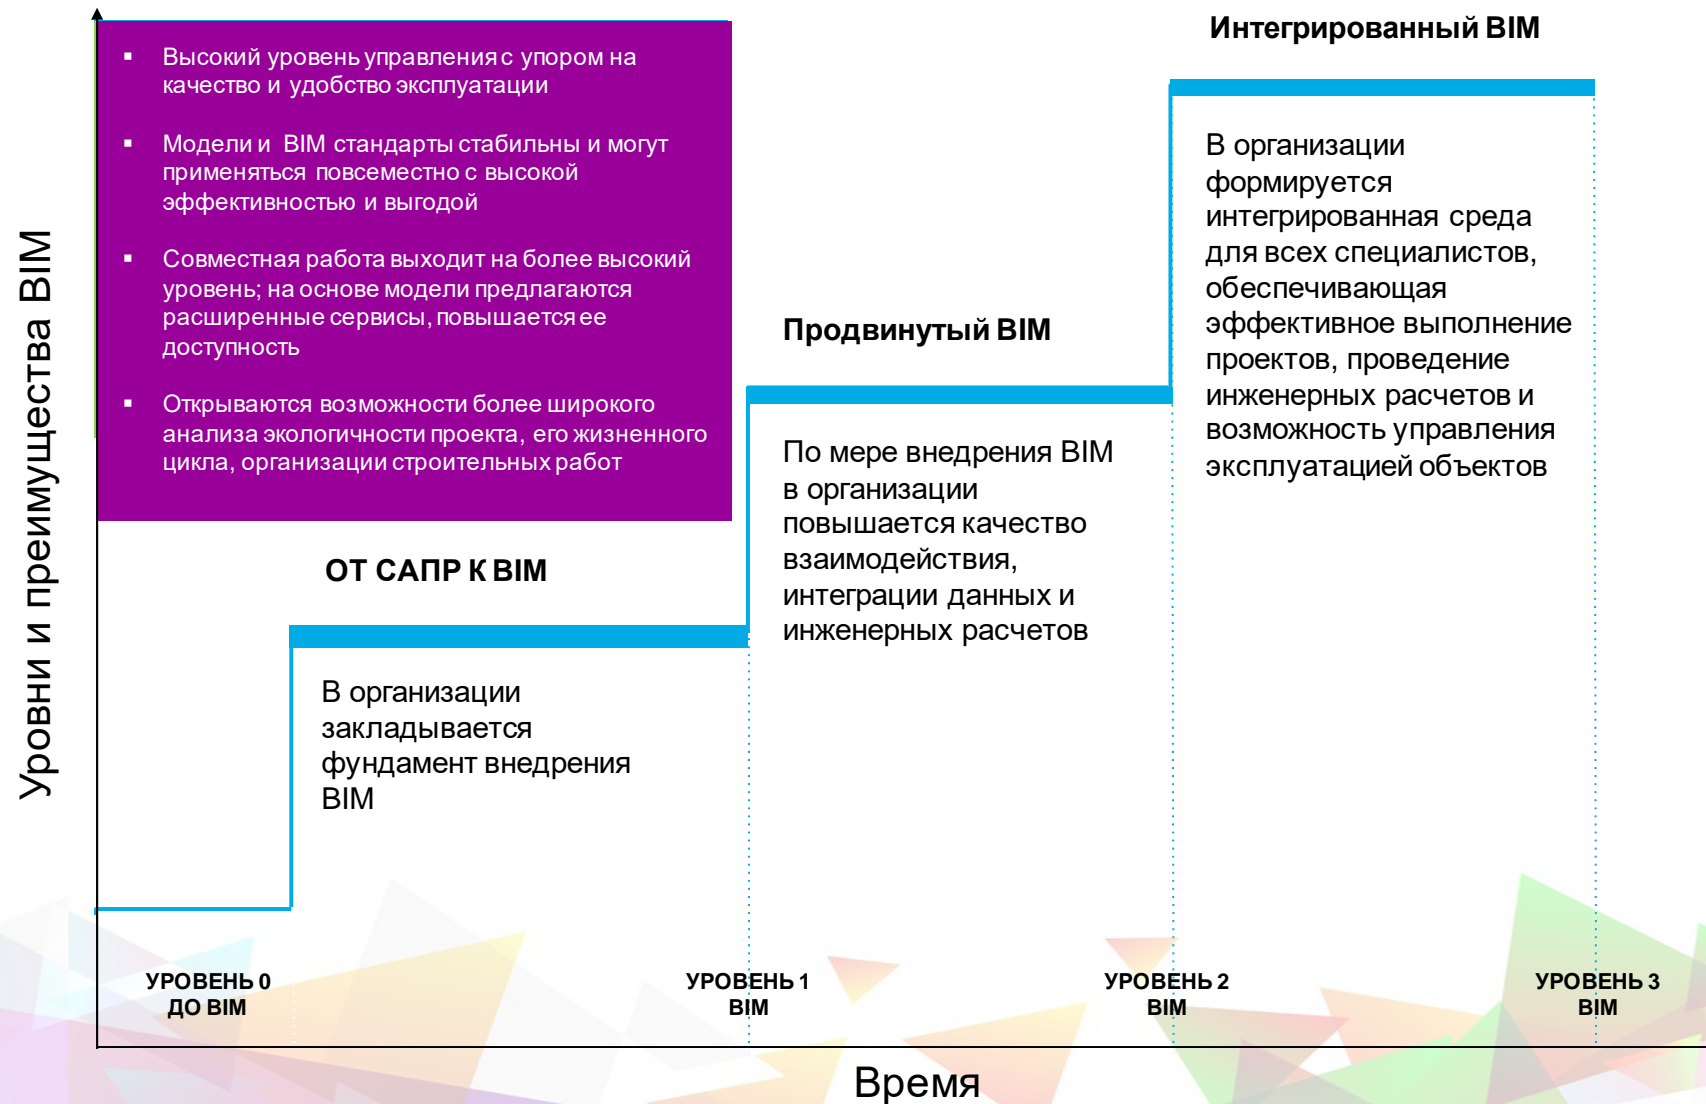 Интегрированный BIM
▪ Высокий уровень управления с упором на
качество и удобство эксплуатации
▪ Модели и BIM стандарты стабильны и могут
применяться повсеместно с высокой
эффективностью и выгодой
▪ Совместная работа выходит на более высокий
уровень; на основе модели предлагаются
расширенные сервисы, повышается ее
доступность
▪ Открываются возможности более широкого
анализа экологичности проекта, его жизненного
цикла, организации строительных работ
В организации
формируется
интегрированная среда
для всех специалистов,
обеспечивающая
эффективное выполнение
проектов, проведение
инженерных расчетов и
возможность управления
эксплуатацией объектов
Уровни и преимущества BIM
Продвинутый BIM
По мере внедрения BIM
в организации
повышается качество
взаимодействия,
интеграции данных и
инженерных расчетов
ОТ САПР К BIM
В организации
закладывается
фундамент внедрения
BIM
УРОВЕНЬ 0
ДО BIM
УРОВЕНЬ 1
BIM
УРОВЕНЬ 2
BIM
УРОВЕНЬ 3
BIM
Время